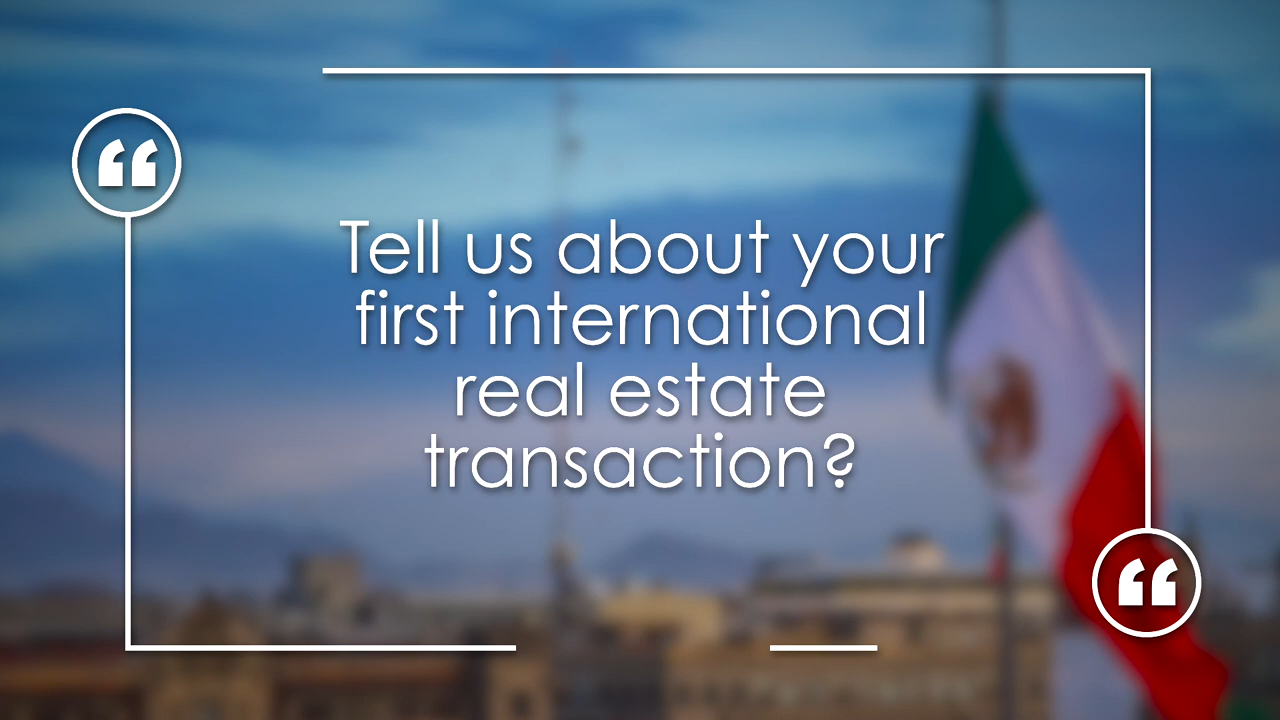 “
Tell us about your
first international
real estate
transaction?
“